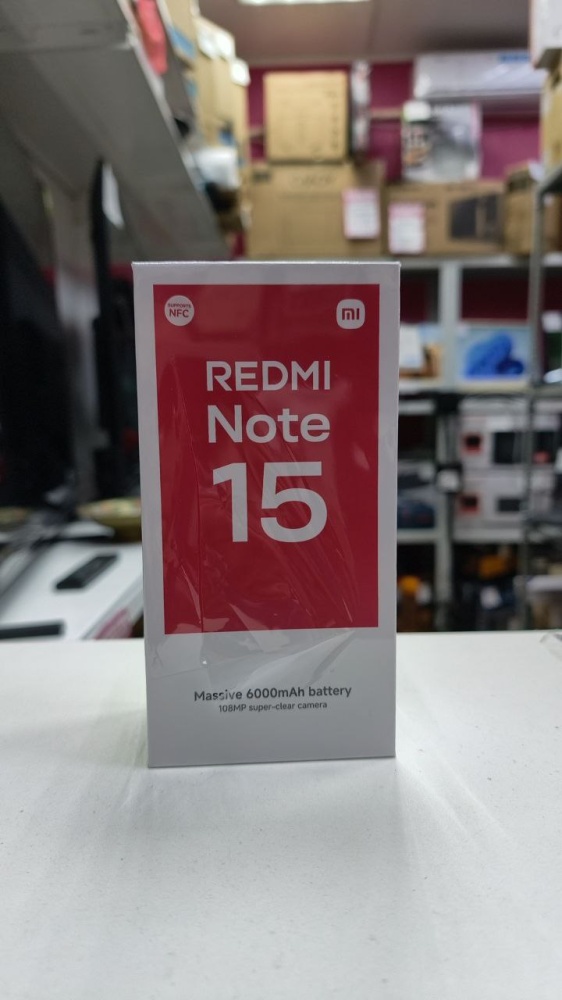 SUPPORTS
NFC
mi
REDMI
Note
15
Massive 6000mAh battery
108MP super-clear camera